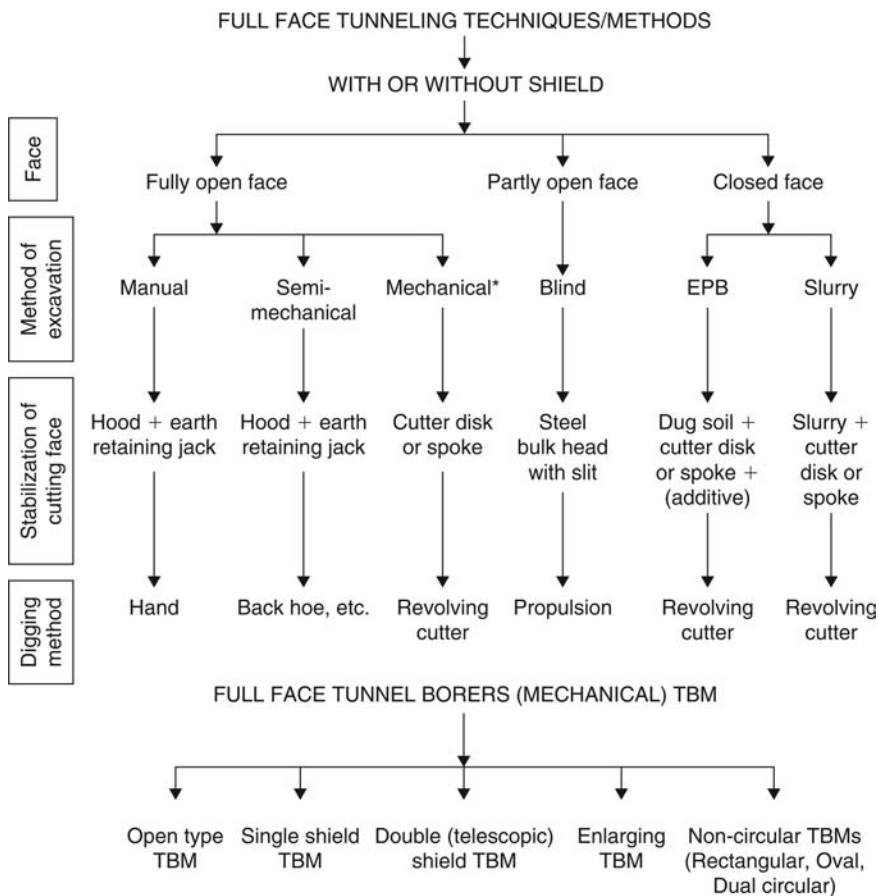 FULL FACE TUNNELING TECHNIQUES/METHODS
WITH OR WITHOUT SHIELD
Face
Fully open face
Partly open face
Closed face
Method of
excavation
Manual
Semi-
mechanical
Mechanical*
Blind
EPB
Slurry
Stabilization of
cutting face
Hood + earth
retaining jack
Hood + earth
retaining jack
Cutter disk
or spoke
Steel
bulk head
with slit
Dug soil +
cutter disk
or spoke +
(additive)
Slurry +
cutter
disk or
spoke
Digging
method
Hand
Back hoe, etc.
Revolving
cutter
Propulsion
Revolving
cutter
Revolving
cutter
FULL FACE TUNNEL BORERS (MECHANICAL) TBM
Open type
TBM
Single shield
TBM
Double (telescopic)
shield TBM
Enlarging
TBM
Non-circular TBMs
(Rectangular, Oval,
Dual circular)